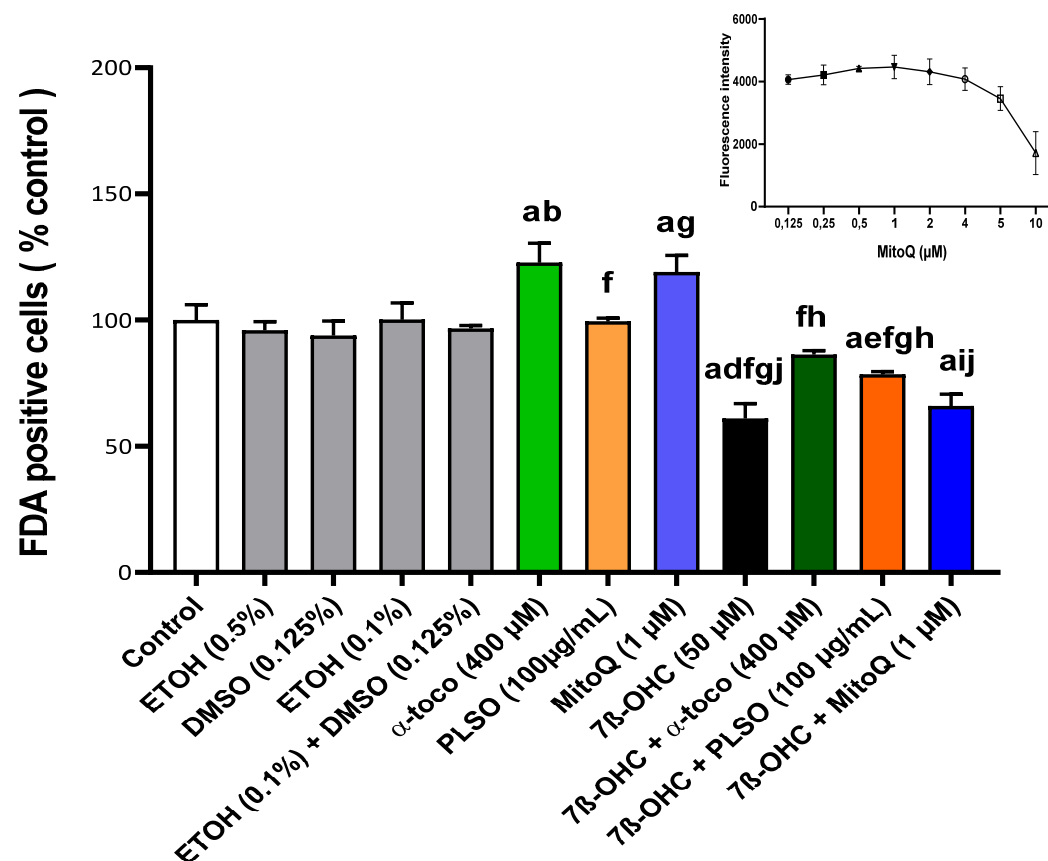 6000
4000
2000
0
Fluorescence intensity
0,125 0,25 0,5 1 2 4 5 10
MitoQ (µM)
FDA positive cells ( % control )
200
150
100
50
0
ab
f
ag
adfgj
fh
aefgh
aij
Control
ETOH (0.5%)
DMSO (0.125%)
ETOH (0.1%)
ETOH (0.1%) + DMSO (0.125%)
α-toco (400 µM)
PLSO (100µg/mL)
MitoQ (1 µM)
7ß-OHC (50 µM)
7ß-OHC + α-toco (400 µM)
7ß-OHC + PLSO (100 µg/mL)
7ß-OHC + MitoQ (1 µM)